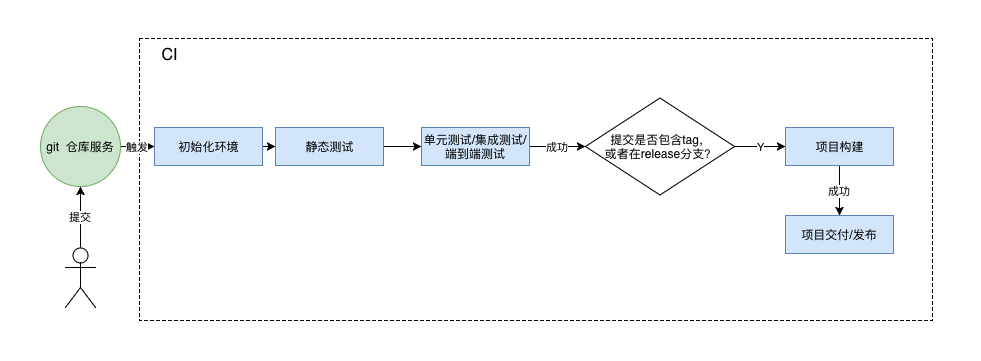 CI
git 仓库服务
触发
初始化环境
静态测试
单元测试/集成测试/
端到端测试
成功
提交是否包含tag,
或者在release分支?
Y
项目构建
成功
项目交付/发布
提交